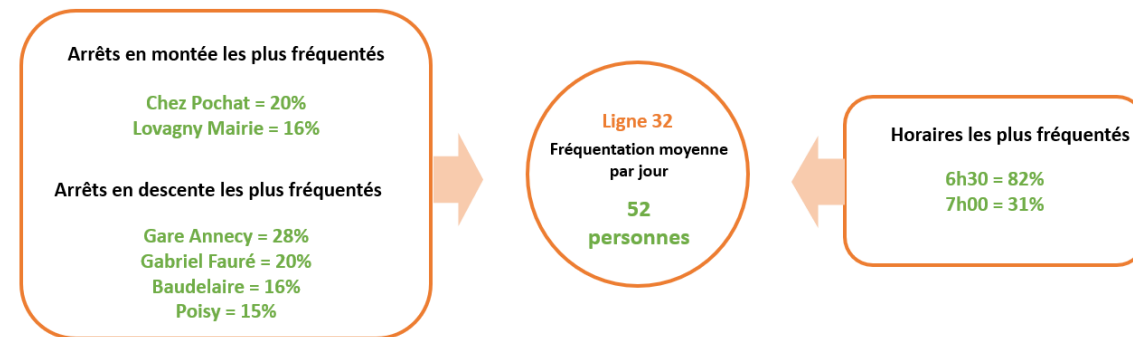 Arrêts en montée les plus fréquentés
Chez Pochat = 20%
Lovagny Mairie = 16%
Arrêts en descente les plus fréquentés
Gare Annecy = 28%
Gabriel Fauré = 20%
Baudelaire = 16%
Poisy = 15%
Ligne 32
Fréquentation moyenne
par jour
52
personnes
Horaires les plus fréquentés
6h30 = 82%
7h00 = 31%